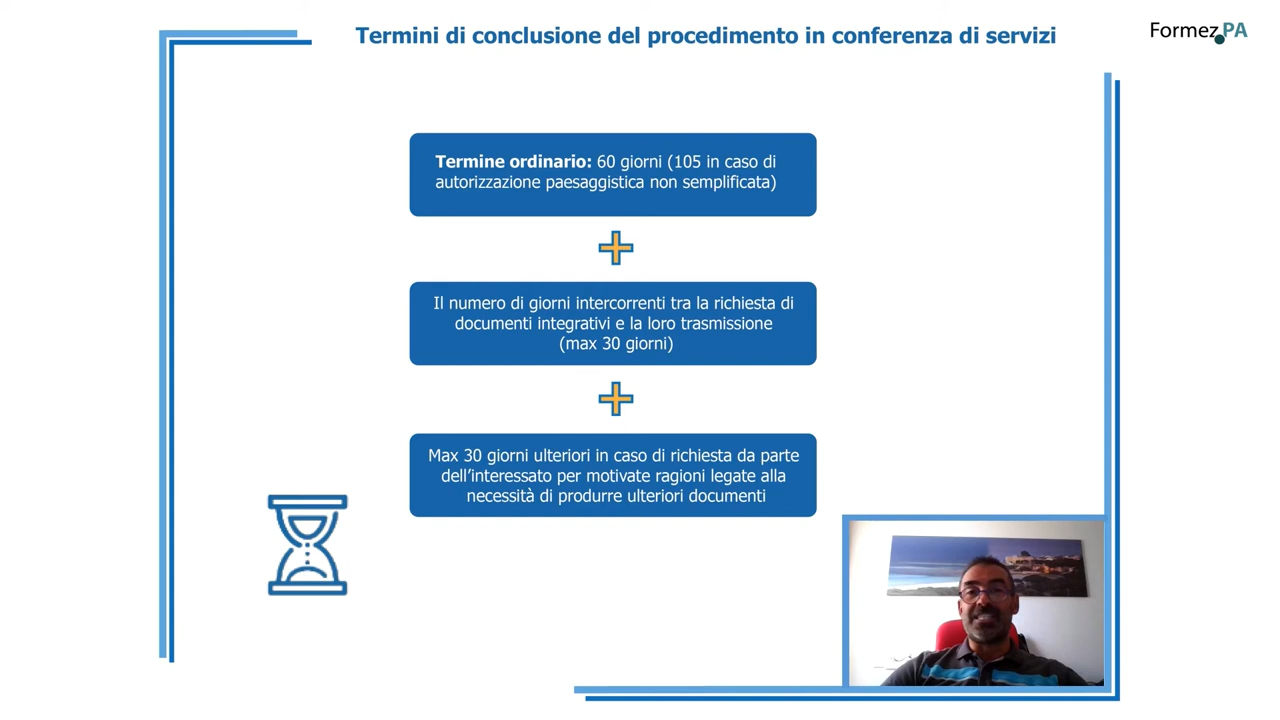 Termini di conclusione del procedimento in conferenza di servizi
Formez.PA
Termine ordinario: 60 giorni (105 in caso di
autorizzazione paesaggistica non semplificata)
Il numero di giorni intercorrenti tra la richiesta di
documenti integrativi e la loro trasmissione
(max 30 giorni)
Max 30 giorni ulteriori in caso di richiesta da parte
dell'interessato per motivate ragioni legate alla
necessità di produrre ulteriori documenti